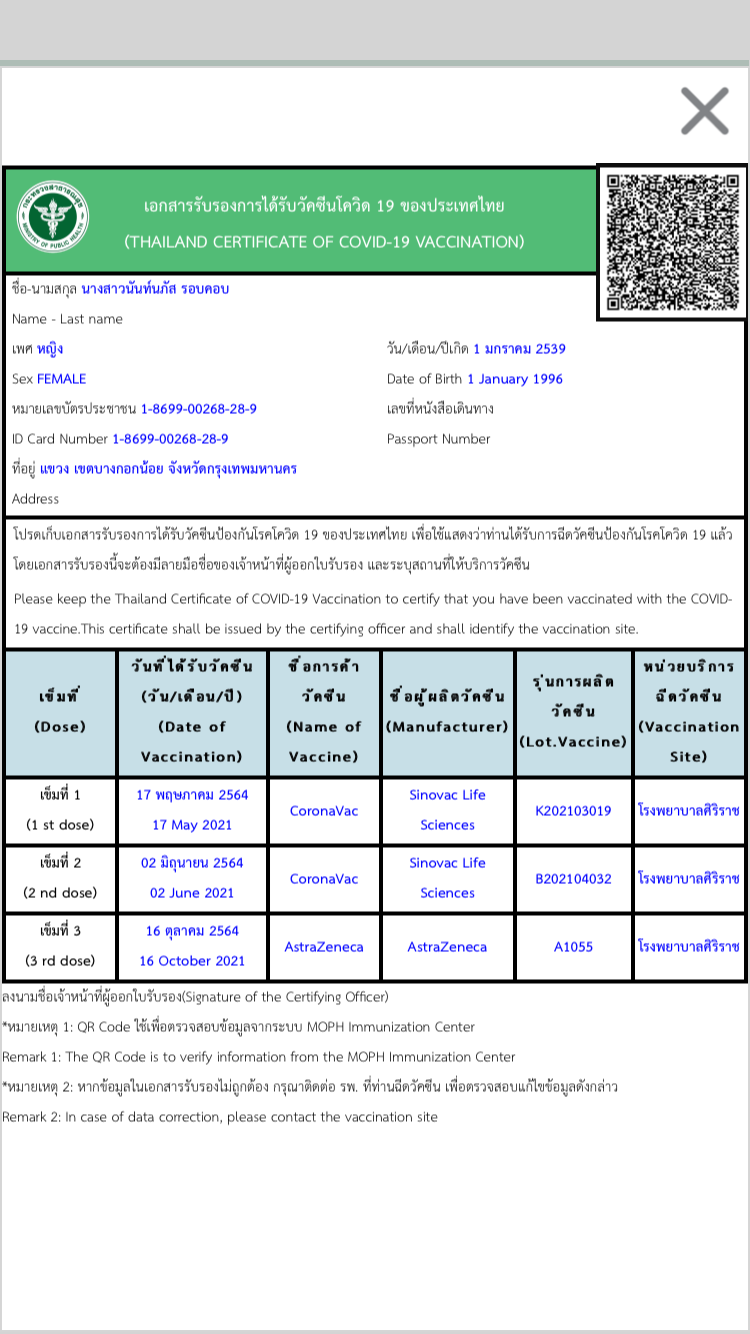 เอกสารรับรองการได้รับวัคซีนโควิด 19 ของประเทศไทย
(THAILAND CERTIFICATE OF COVID-19 VACCINATION)
กระทรวงสาธารณสุข
MINISTRY OF PUBLIC HEALTH
ชื่อ-นามสกุล นางสาวนันท์นภัส รอบคอบ
Name - Last name
เพศ หญิง วัน/เดือน/ปีเกิด 1 มกราคม 2539
Sex FEMALE Date of Birth 1 January 1996
หมายเลขบัตรประชาชน 1-8699-00268-28-9 เลขที่หนังสือเดินทาง
ID Card Number 1-8699-00268-28-9 Passport Number
ที่อยู่ แขวง เขตบางกอกน้อย จังหวัดกรุงเทพมหานคร
Address
โปรดเก็บเอกสารรับรองการได้รับวัคซีนป้องกันโรคโควิด 19 ของประเทศไทย เพื่อใช้แสดงว่าท่านได้รับการฉีดวัคซีนป้องกันโรคโควิด 19 แล้ว
โดยเอกสารรับรองนี้จะต้องมีลายมือชื่อของเจ้าหน้าที่ผู้ออกใบรับรอง และระบุสถานที่ให้บริการวัคซีน
Please keep the Thailand Certificate of COVID-19 Vaccination to certify that you have been vaccinated with the COVID-
19 vaccine.This certificate shall be issued by the certifying officer and shall identify the vaccination site.
เข็มที่
(Dose)
วันที่ได้รับวัคซีน
(วัน/เดือน/ปี)
(Date of
Vaccination)
ชื่อการค้า
วัคซีน
(Name of
Vaccine)
ชื่อผู้ผลิตวัคซีน
(Manufacturer)
รุ่นการผลิต
วัคซีน
(Lot.Vaccine)
หน่วยบริการ
ฉีดวัคซีน
(Vaccination
Site)
เข็มที่ 1
(1 st dose)
17 พฤษภาคม 2564
17 May 2021
CoronaVac
Sinovac Life
Sciences
K202103019
โรงพยาบาลศิริราช
เข็มที่ 2
(2 nd dose)
02 มิถุนายน 2564
02 June 2021
CoronaVac
Sinovac Life
Sciences
B202104032
โรงพยาบาลศิริราช
เข็มที่ 3
(3 rd dose)
16 ตุลาคม 2564
16 October 2021
AstraZeneca
AstraZeneca
A1055
โรงพยาบาลศิริราช
ลงนามชื่อเจ้าหน้าที่ผู้ออกใบรับรอง(Signature of the Certifying Officer)
*หมายเหตุ 1: QR Code ใช้เพื่อตรวจสอบข้อมูลจากระบบ MOPH Immunization Center
Remark 1: The QR Code is to verify information from the MOPH Immunization Center
*หมายเหตุ 2: หากข้อมูลในเอกสารรับรองไม่ถูกต้อง กรุณาติดต่อ รพ. ที่ท่านฉีดวัคซีน เพื่อตรวจสอบแก้ไขข้อมูลดังกล่าว
Remark 2: In case of data correction, please contact the vaccination site